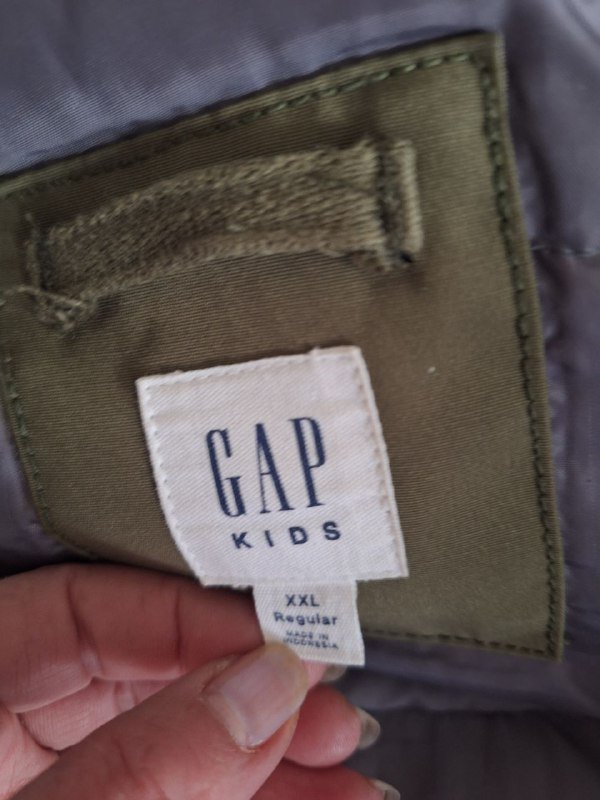 GAP
KIDS
XXL
Regular
MADE IN
INDONESIA